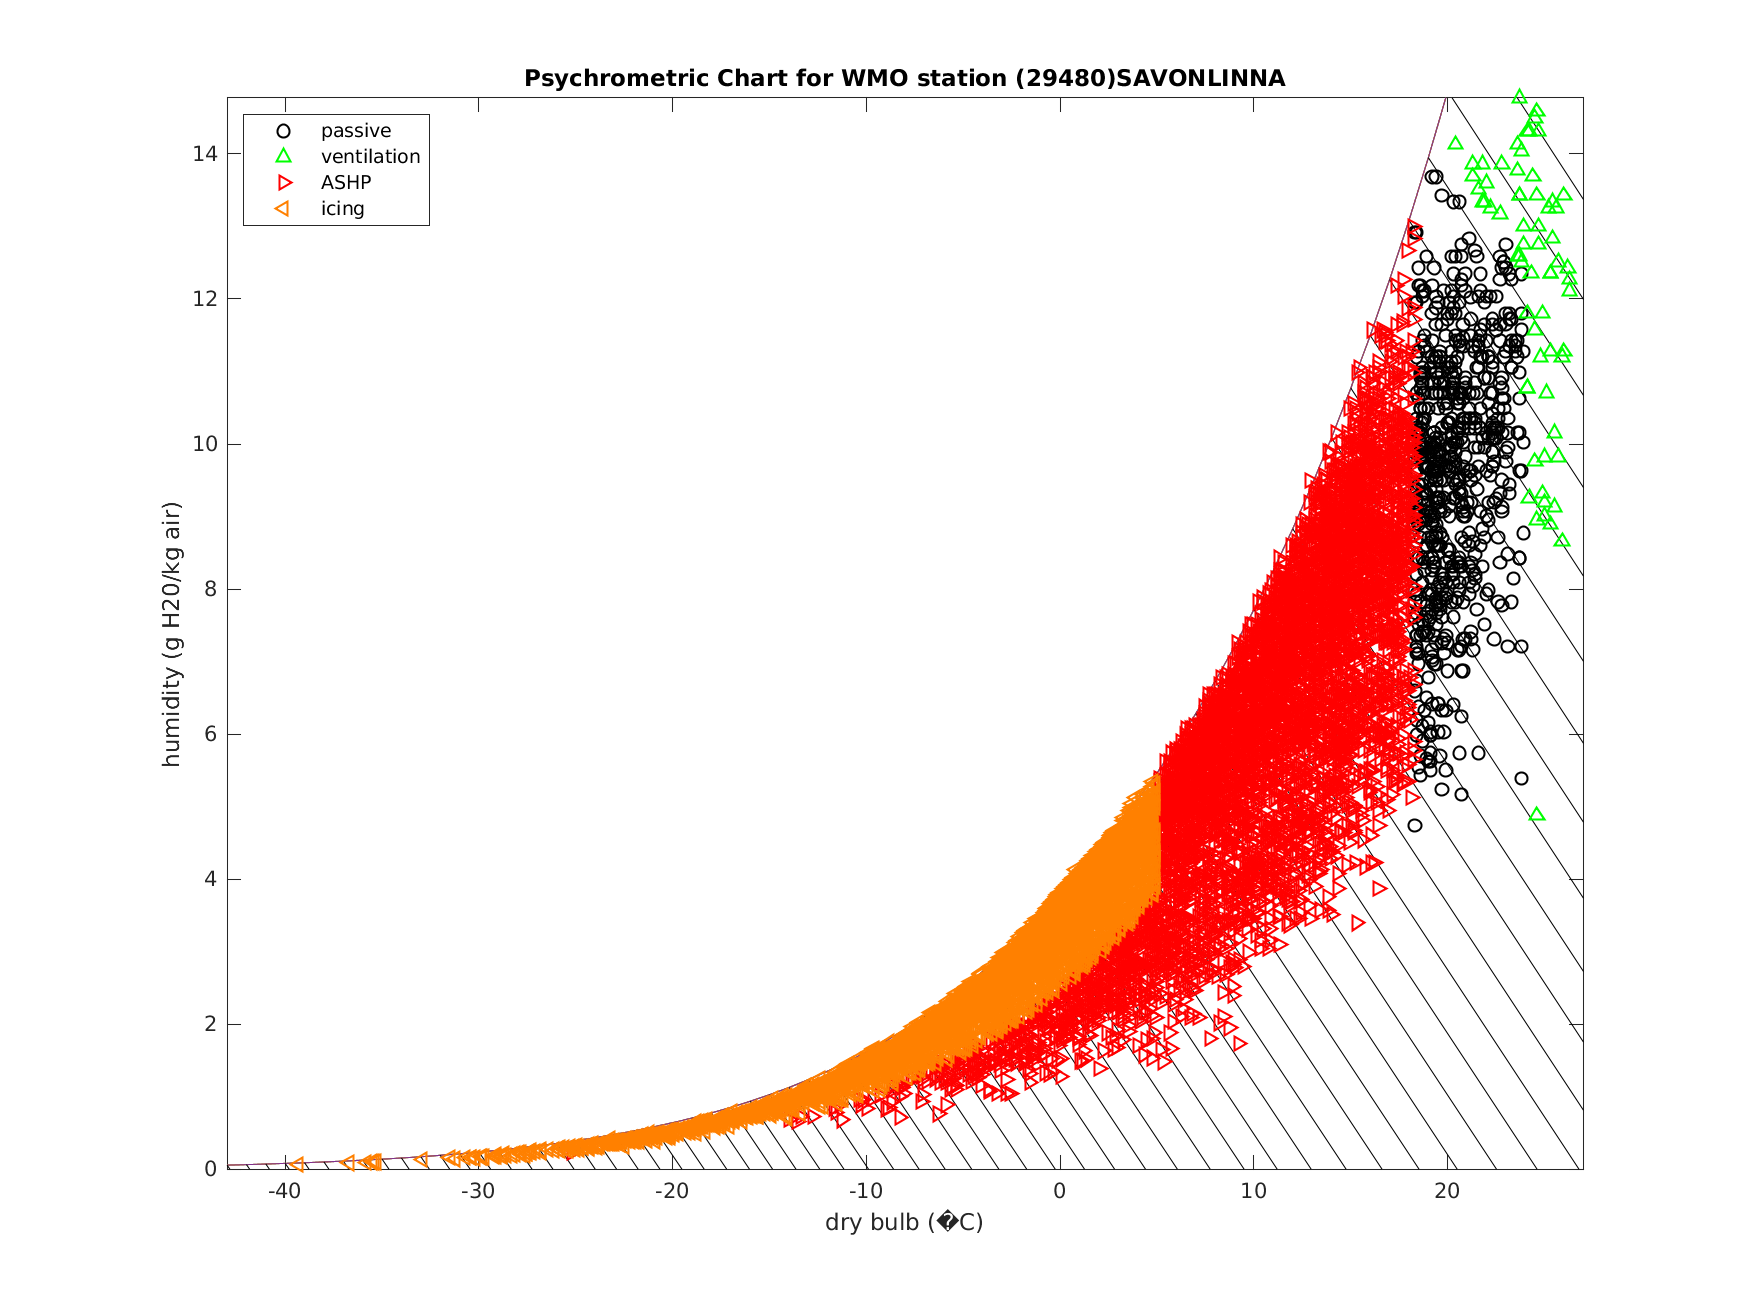 Psychrometric Chart for WMO station (29480)SAVONLINNA
passive
ventilation
ASHP
icing
14
12
10
8
6
4
2
0
humidity (g H20/kg air)
-40 -30 -20 -10 0 10 20
dry bulb (�C)